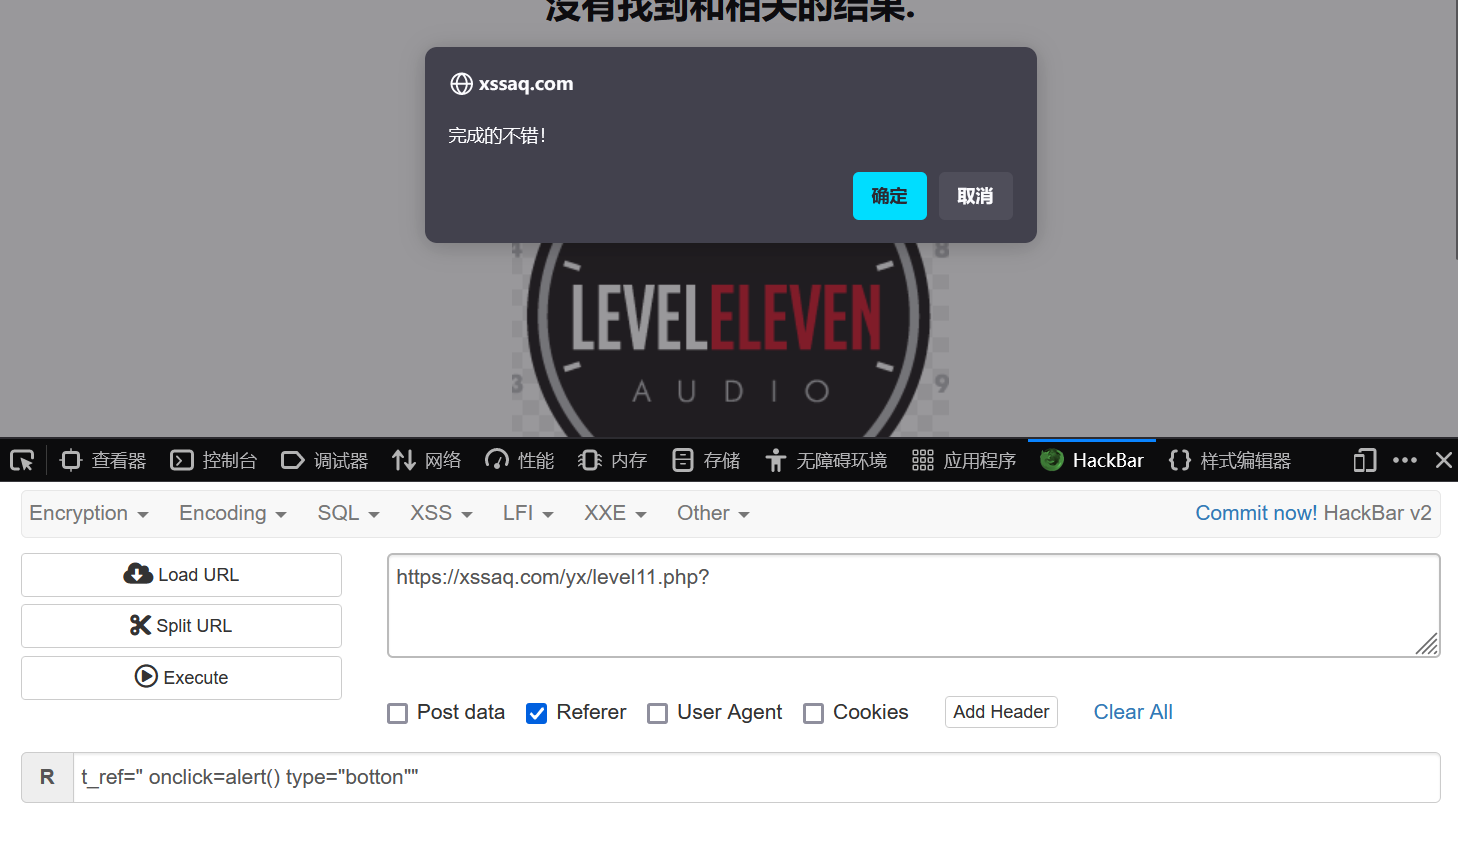 没有找到和相关的结果.
xssaq.com
完成的不错!
确定 取消
4 8
LEVELELEVEN
AUDIO
3 9
查看器 控制台 调试器 网络 性能 内存 存储 无障碍环境 应用程序 HackBar 样式编辑器
Encryption Encoding SQL XSS LFI XXE Other Commit now! HackBar v2
Load URL https://xssaq.com/yx/level11.php?
Split URL
Execute
Post data Referer User Agent Cookies Add Header Clear All
R t_ref=" onclick=alert() type="botton""